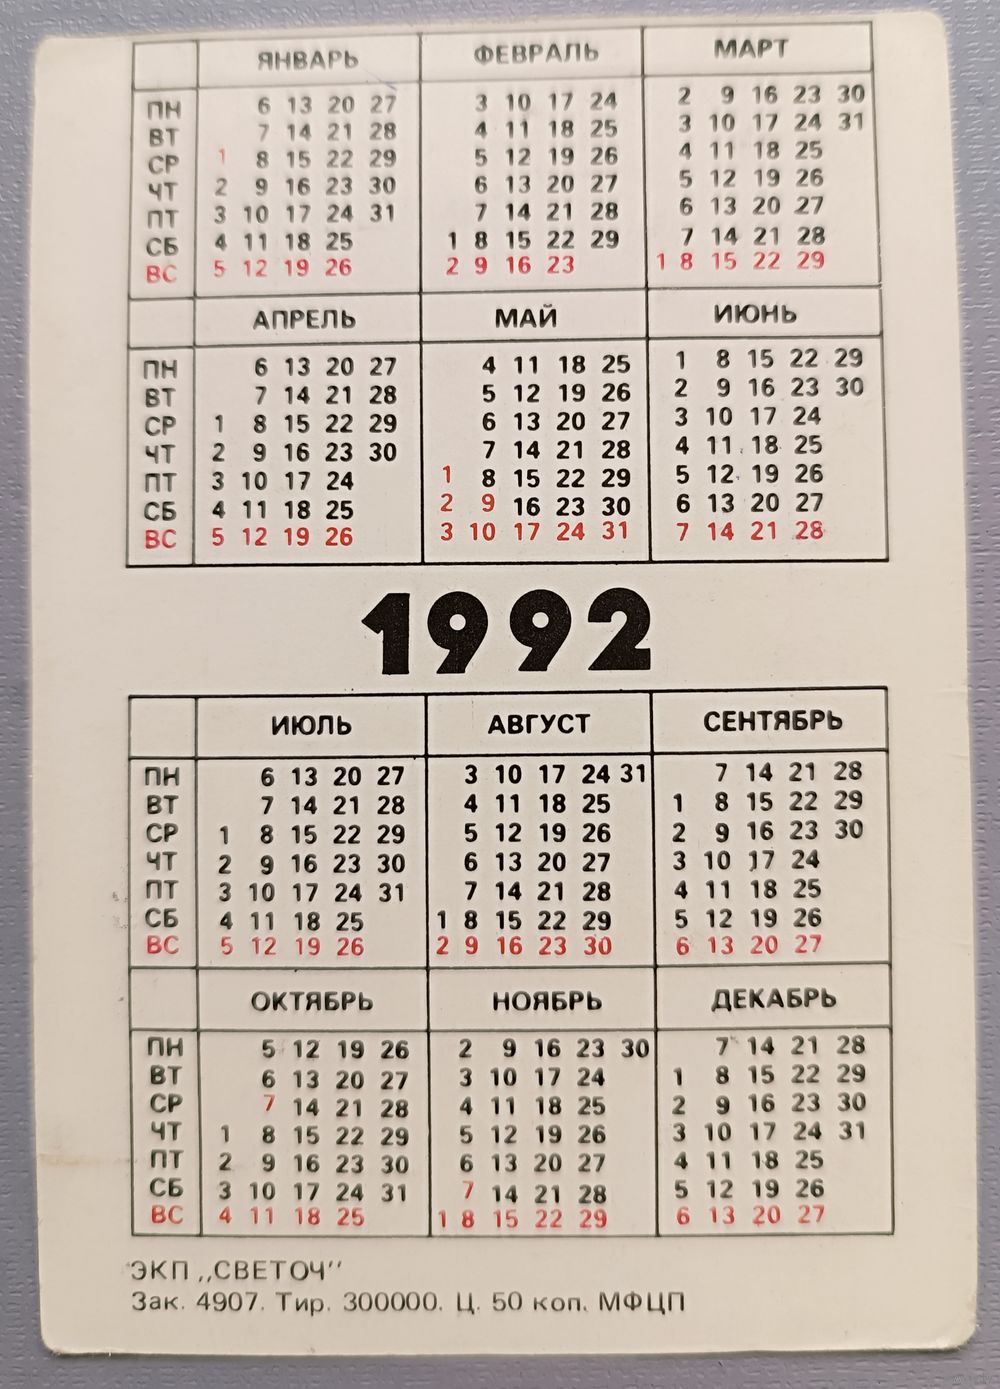 ЯНВАРЬ ФЕВРАЛЬ МАРТ
ПН 6 13 20 27 3 10 17 24 2 9 16 23 30
ВТ 7 14 21 28 4 11 18 25 3 10 17 24 31
СР 1 8 15 22 29 5 12 19 26 4 11 18 25
ЧТ 2 9 16 23 30 6 13 20 27 5 12 19 26
ПТ 3 10 17 24 31 7 14 21 28 6 13 20 27
СБ 4 11 18 25 1 8 15 22 29 7 14 21 28
ВС 5 12 19 26 2 9 16 23 1 8 15 22 29
АПРЕЛЬ МАЙ ИЮНЬ
ПН 6 13 20 27 4 11 18 25 1 8 15 22 29
ВТ 7 14 21 28 5 12 19 26 2 9 16 23 30
СР 1 8 15 22 29 6 13 20 27 3 10 17 24
ЧТ 2 9 16 23 30 7 14 21 28 4 11 18 25
ПТ 3 10 17 24 1 8 15 22 29 5 12 19 26
СБ 4 11 18 25 2 9 16 23 30 6 13 20 27
ВС 5 12 19 26 3 10 17 24 31 7 14 21 28
1992
ИЮЛЬ АВГУСТ СЕНТЯБРЬ
ПН 6 13 20 27 3 10 17 24 31 7 14 21 28
ВТ 7 14 21 28 4 11 18 25 1 8 15 22 29
СР 1 8 15 22 29 5 12 19 26 2 9 16 23 30
ЧТ 2 9 16 23 30 6 13 20 27 3 10 17 24
ПТ 3 10 17 24 31 7 14 21 28 4 11 18 25
СБ 4 11 18 25 1 8 15 22 29 5 12 19 26
ВС 5 12 19 26 2 9 16 23 30 6 13 20 27
ОКТЯБРЬ НОЯБРЬ ДЕКАБРЬ
ПН 5 12 19 26 2 9 16 23 30 7 14 21 28
ВТ 6 13 20 27 3 10 17 24 1 8 15 22 29
СР 7 14 21 28 4 11 18 25 2 9 16 23 30
ЧТ 1 8 15 22 29 5 12 19 26 3 10 17 24 31
ПТ 2 9 16 23 30 6 13 20 27 4 11 18 25
СБ 3 10 17 24 31 7 14 21 28 5 12 19 26
ВС 4 11 18 25 1 8 15 22 29 6 13 20 27
ЭКП „СВЕТОЧ"
Зак. 4907. Тир. 300000. Ц. 50 коп. МФЦП